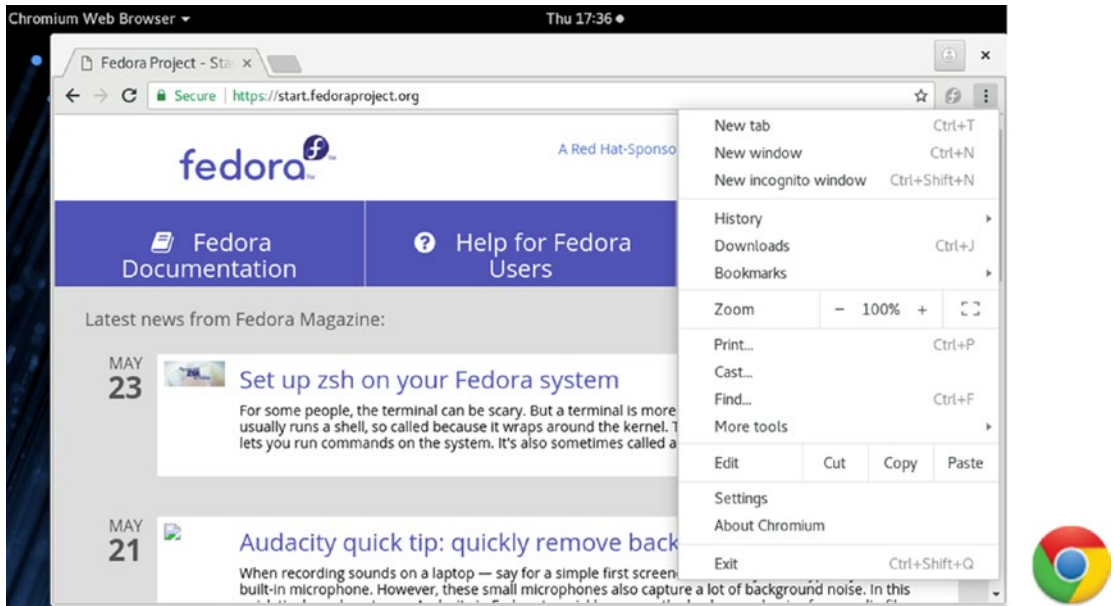 Chromium Web Browser
Thu 17:36
Fedora Project - Sta
Secure https://start.fedoraproject.org
fedora
A Red Hat-Sponso
Fedora Documentation
Help for Fedora Users
Latest news from Fedora Magazine:
MAY
23
Set up zsh on your Fedora system
For some people, the terminal can be scary. But a terminal is more
usually runs a shell, so called because it wraps around the kernel. T
lets you run commands on the system. It's also sometimes called a
MAY
21
Audacity quick tip: quickly remove back
When recording sounds on a laptop — say for a simple first screen-
built-in microphone. However, these small microphones also capture a lot of background noise. In this
New tab Ctrl+T
New window Ctrl+N
New incognito window Ctrl+Shift+N
History
Downloads Ctrl+J
Bookmarks
Zoom − 100% +
Print... Ctrl+P
Cast...
Find... Ctrl+F
More tools
Edit Cut Copy Paste
Settings
About Chromium
Exit Ctrl+Shift+Q